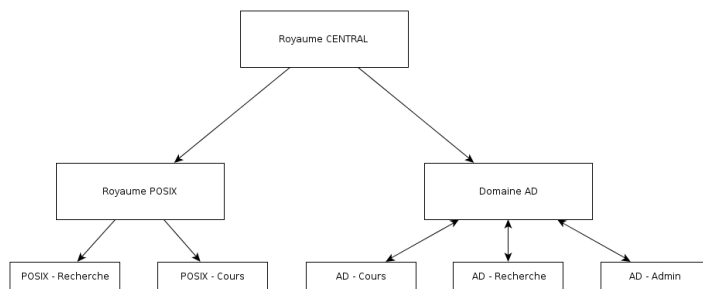 Royaume CENTRAL
Royaume POSIX
Domaine AD
POSIX - Recherche
POSIX - Cours
AD - Cours
AD - Recherche
AD - Admin